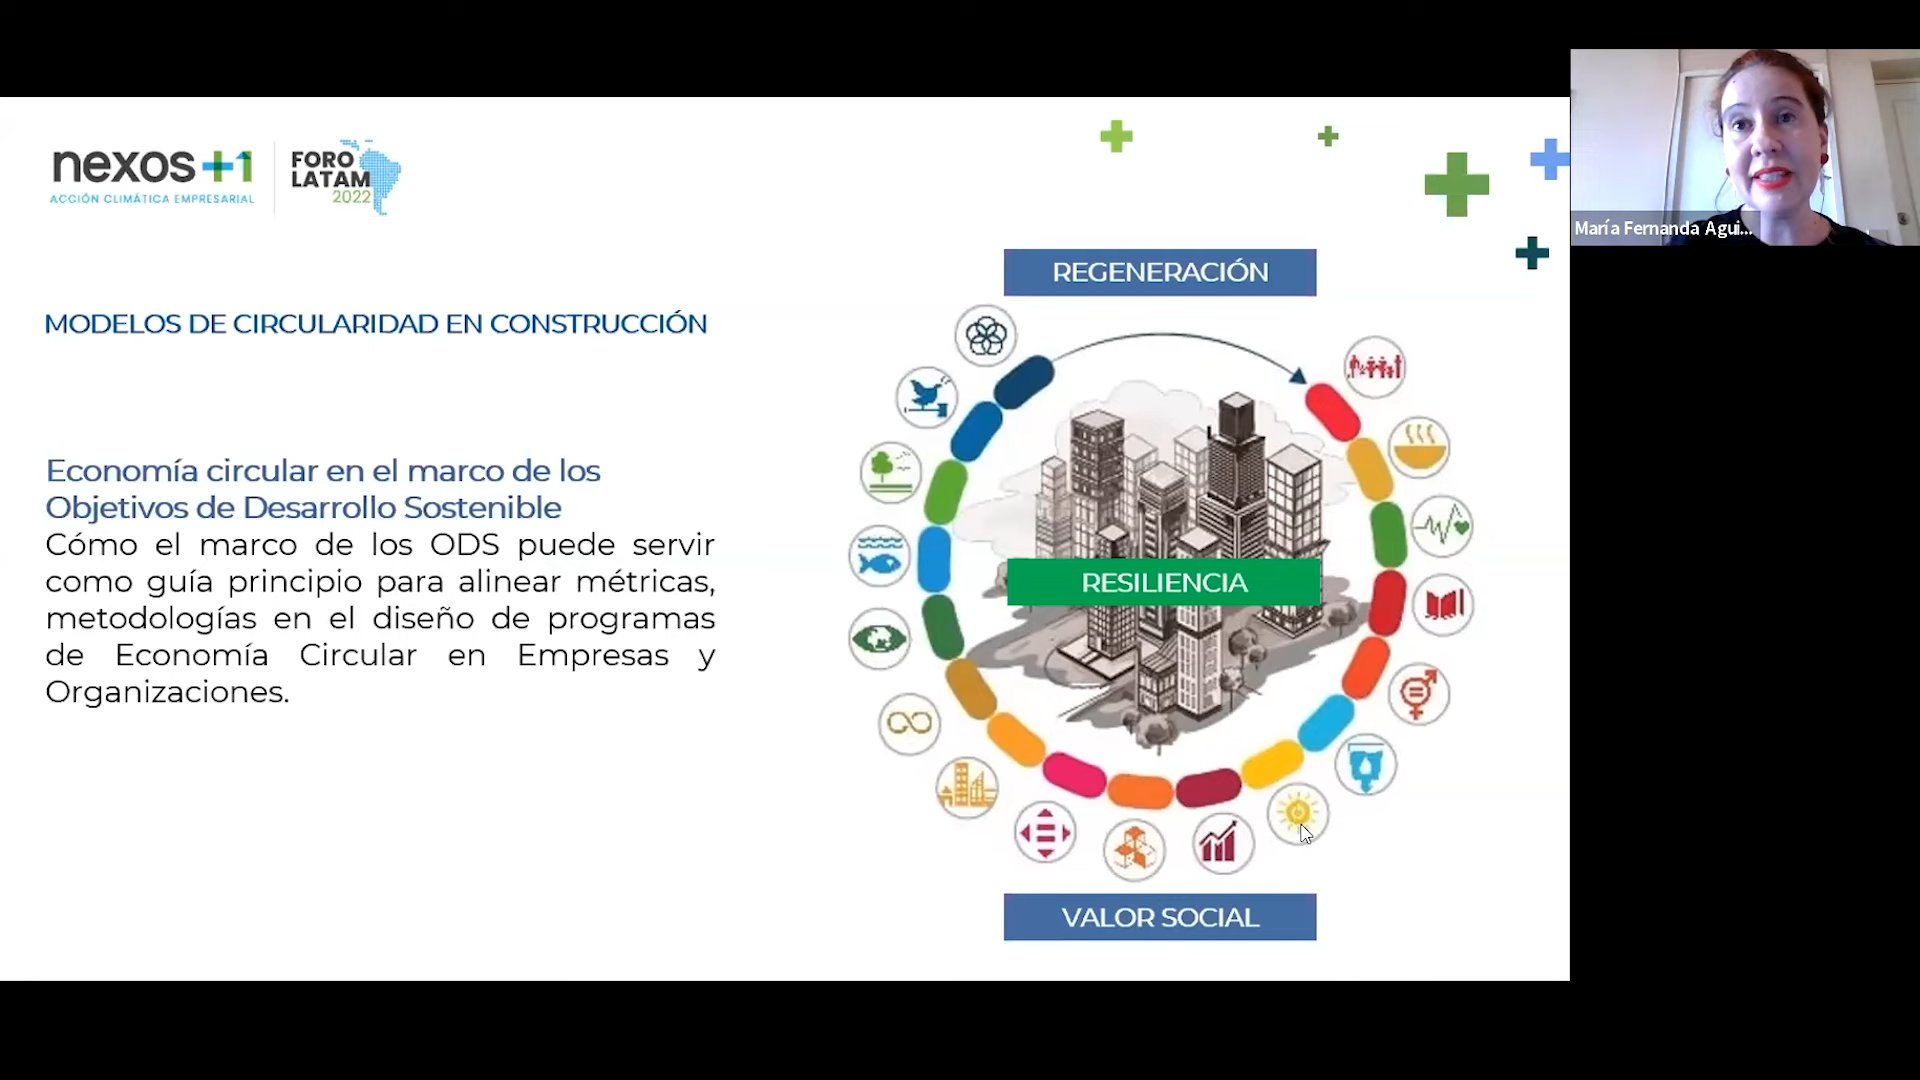 nexos+1
ACCIÓN CLIMÁTICA EMPRESARIAL
FORO
LATAM
2022
MODELOS DE CIRCULARIDAD EN CONSTRUCCIÓN
Economía circular en el marco de los
Objetivos de Desarrollo Sostenible
Cómo el marco de los ODS puede servir
como guía principio para alinear métricas,
metodologías en el diseño de programas
de Economía Circular en Empresas y
Organizaciones.
REGENERACIÓN
RESILIENCIA
VALOR SOCIAL
María Fernanda Agui...